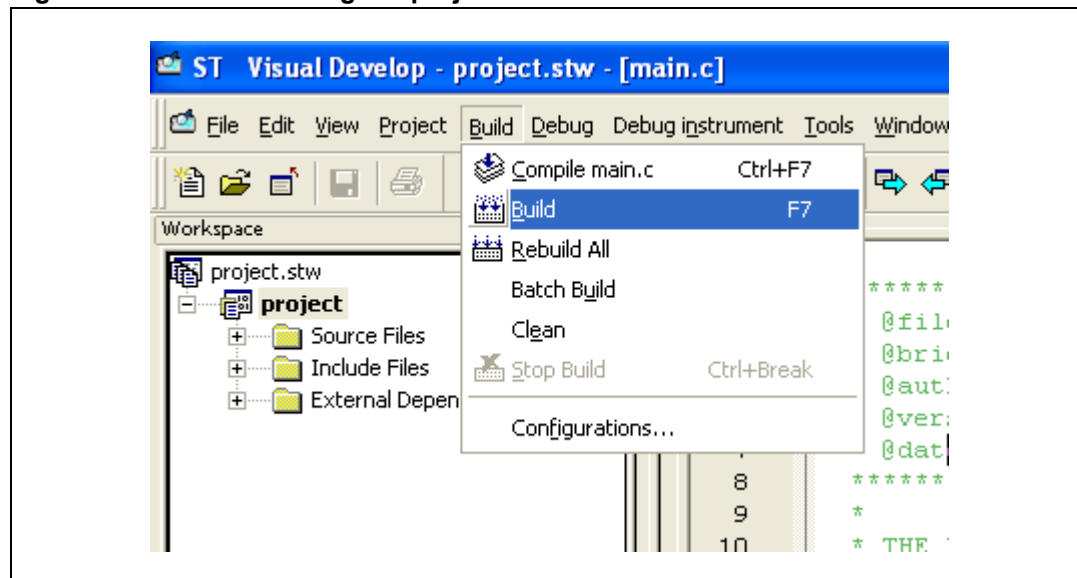 ST Visual Develop - project.stw - [main.c]
File Edit View Project Build Debug Debug instrument Tools Window
Compile main.c Ctrl+F7
Build F7
Workspace
Rebuild All
project.stw
Batch Build
project
Clean
Source Files
Include Files
Stop Build Ctrl+Break
External Depen
Configurations...
*****
@file
@brie
@aut
@ver
@dat
8 ******
9 *
10 * THE